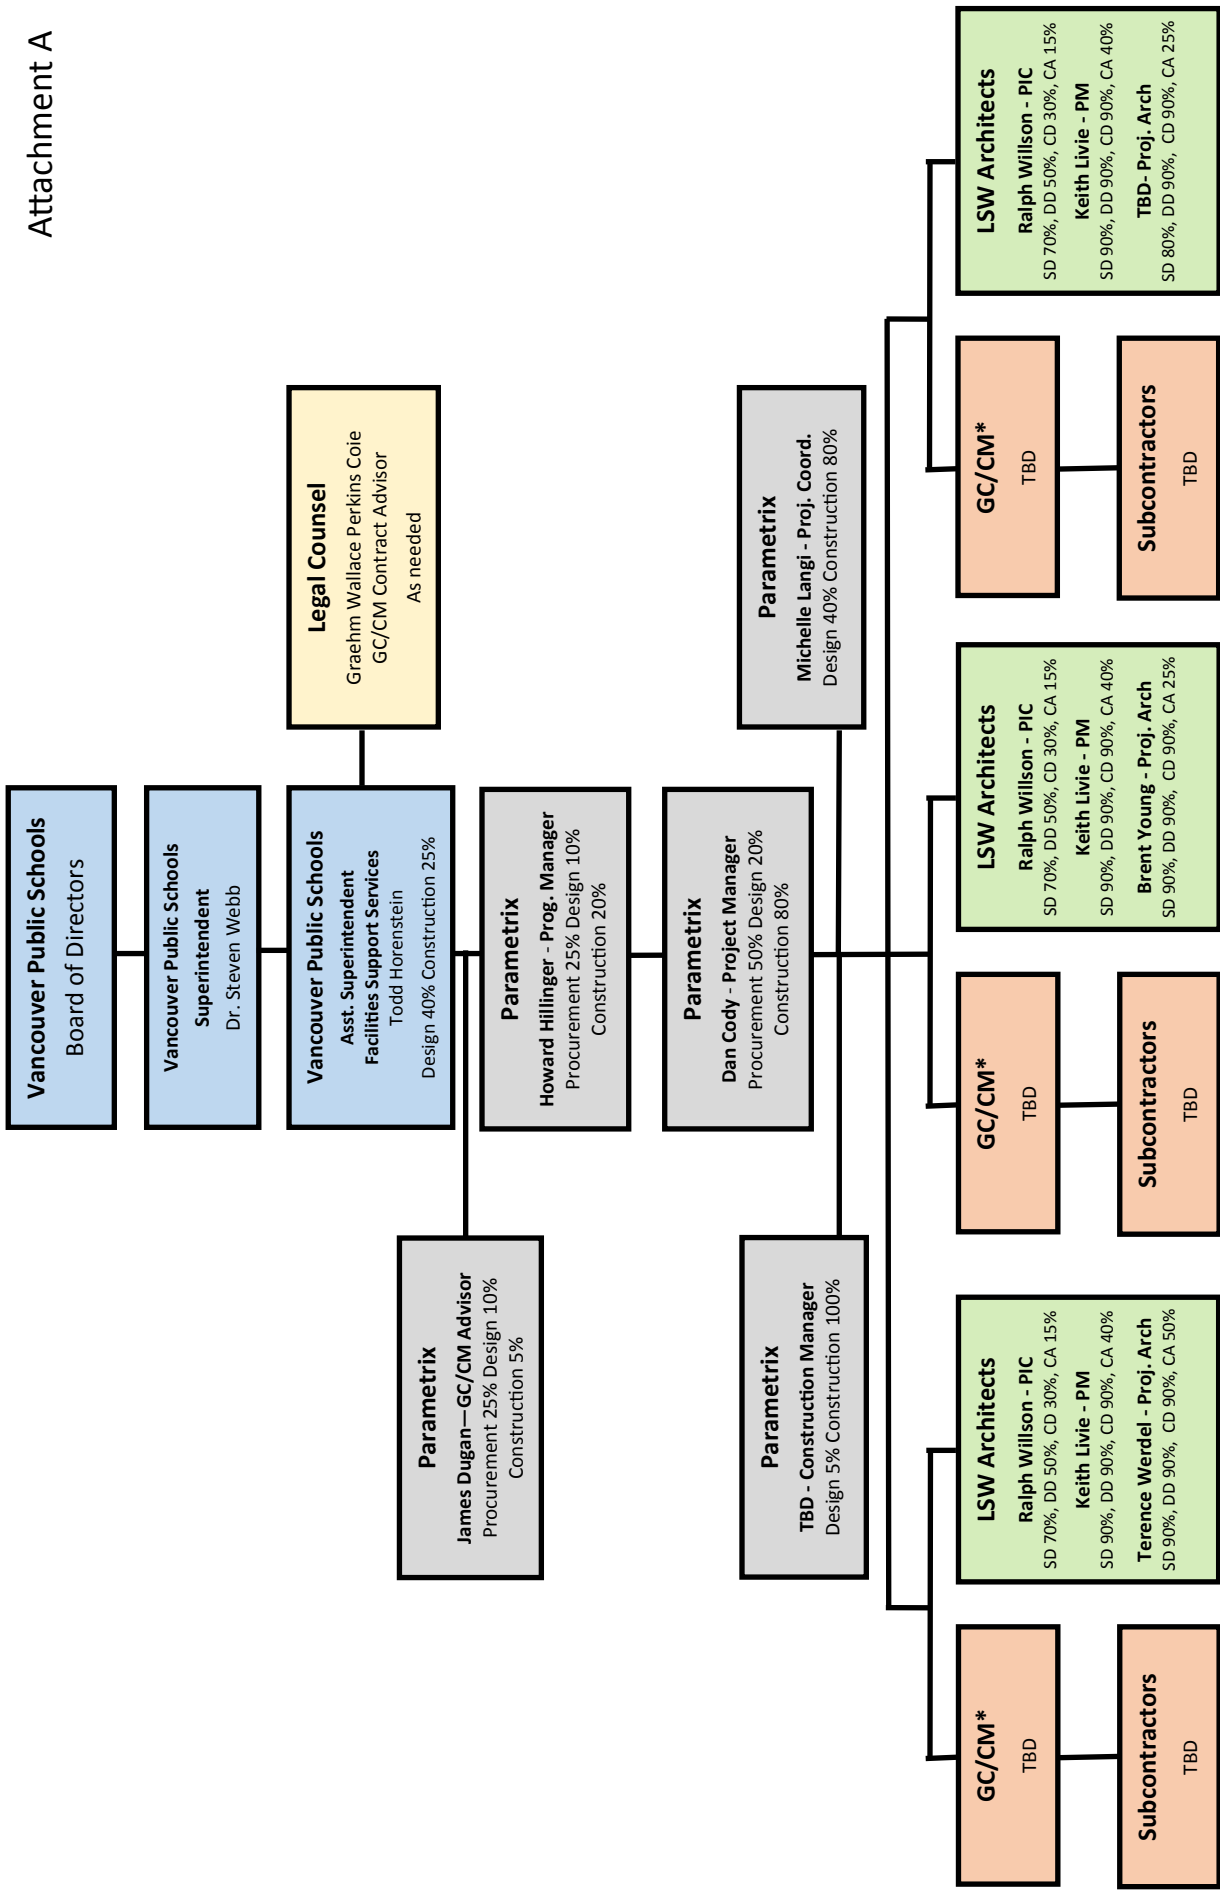 Attachment A
Vancouver Public Schools
Board of Directors
Vancouver Public Schools
Superintendent
Dr. Steven Webb
Vancouver Public Schools
Asst. Superintendent
Facilities Support Services
Todd Horenstein
Design 40% Construction 25%
Legal Counsel
Graehm Wallace Perkins Coie
GC/CM Contract Advisor
As needed
Parametrix
James Dugan—GC/CM Advisor
Procurement 25% Design 10%
Construction 5%
Parametrix
Howard Hillinger - Prog. Manager
Procurement 25% Design 10%
Construction 20%
Parametrix
Dan Cody - Project Manager
Procurement 50% Design 20%
Construction 80%
Parametrix
TBD - Construction Manager
Design 5% Construction 100%
Parametrix
Michelle Langi - Proj. Coord.
Design 40% Construction 80%
GC/CM*
TBD
Subcontractors
TBD
LSW Architects
Ralph Willson - PIC
SD 70%, DD 50%, CD 30%, CA 15%
Keith Livie - PM
SD 90%, DD 90%, CD 90%, CA 40%
Terence Werdel - Proj. Arch
SD 90%, DD 90%, CD 90%, CA 50%
GC/CM*
TBD
Subcontractors
TBD
LSW Architects
Ralph Willson - PIC
SD 70%, DD 50%, CD 30%, CA 15%
Keith Livie - PM
SD 90%, DD 90%, CD 90%, CA 40%
Brent Young - Proj. Arch
SD 90%, DD 90%, CD 90%, CA 25%
GC/CM*
TBD
Subcontractors
TBD
LSW Architects
Ralph Willson - PIC
SD 70%, DD 50%, CD 30%, CA 15%
Keith Livie - PM
SD 90%, DD 90%, CD 90%, CA 40%
TBD- Proj. Arch
SD 80%, DD 90%, CD 90%, CA 25%